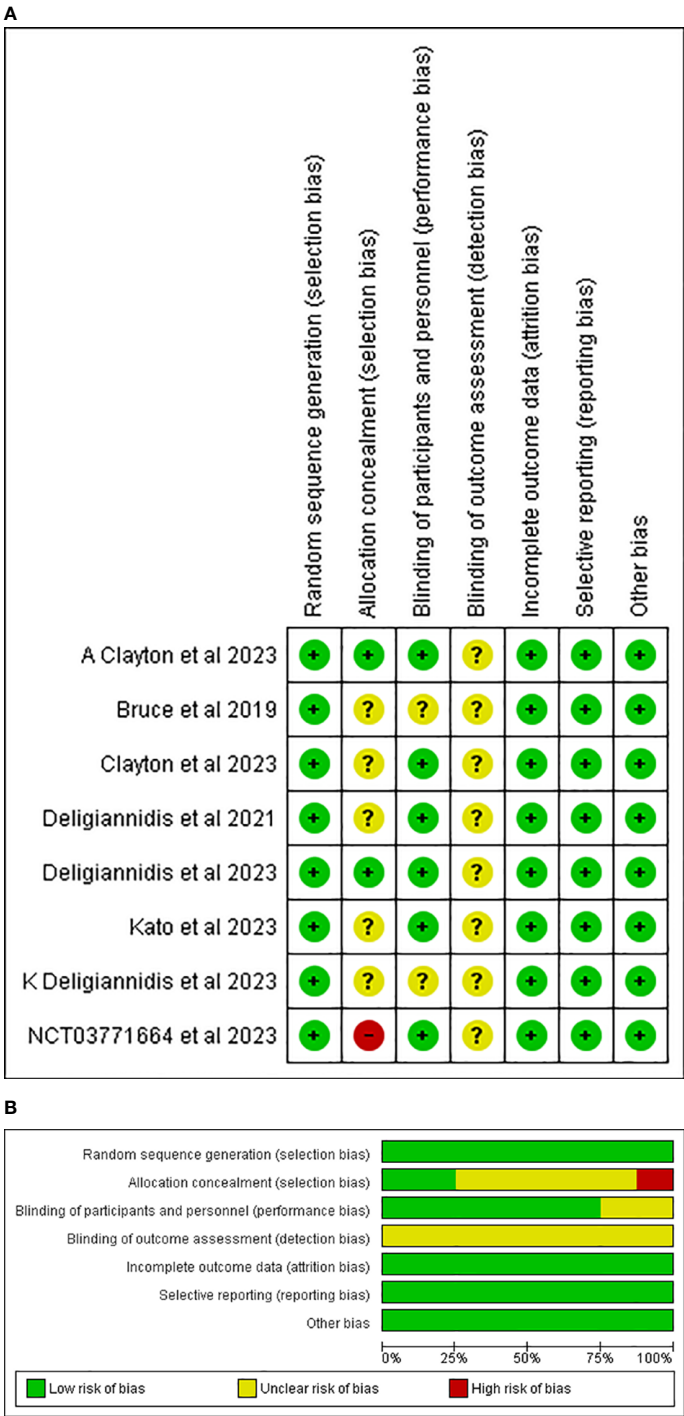 A
Random sequence generation (selection bias)
Allocation concealment (selection bias)
Blinding of participants and personnel (performance bias)
Blinding of outcome assessment (detection bias)
Incomplete outcome data (attrition bias)
Selective reporting (reporting bias)
Other bias
A Clayton et al 2023 + + + ? + + +
Bruce et al 2019 + ? ? ? + + +
Clayton et al 2023 + ? + ? + + +
Deligiannidis et al 2021 + ? + ? + + +
Deligiannidis et al 2023 + + + ? + + +
Kato et al 2023 + ? + ? + + +
K Deligiannidis et al 2023 + ? ? ? + + +
NCT03771664 et al 2023 + - + ? + + +
B
Random sequence generation (selection bias)
Allocation concealment (selection bias)
Blinding of participants and personnel (performance bias)
Blinding of outcome assessment (detection bias)
Incomplete outcome data (attrition bias)
Selective reporting (reporting bias)
Other bias
0% 25% 50% 75% 100%
Low risk of bias Unclear risk of bias High risk of bias